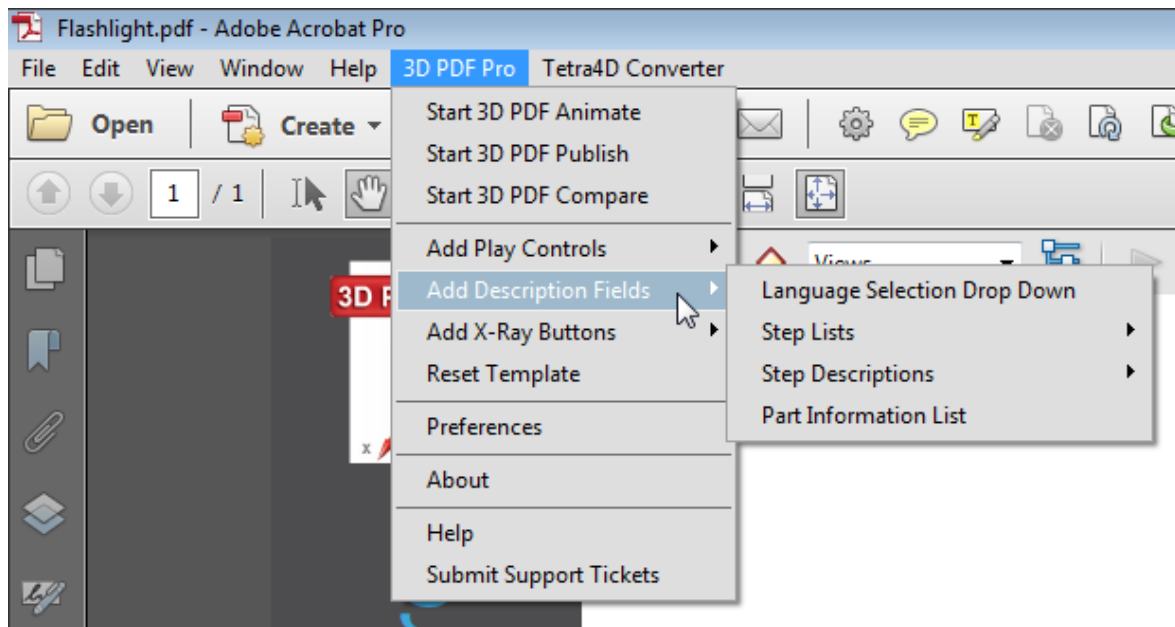 Flashlight.pdf - Adobe Acrobat Pro
File Edit View Window Help 3D PDF Pro Tetra4D Converter
Open Create
1 / 1
Start 3D PDF Animate
Start 3D PDF Publish
Start 3D PDF Compare
Add Play Controls
Add Description Fields
Add X-Ray Buttons
Reset Template
Preferences
About
Help
Submit Support Tickets
Views
Language Selection Drop Down
Step Lists
Step Descriptions
Part Information List
3D
x